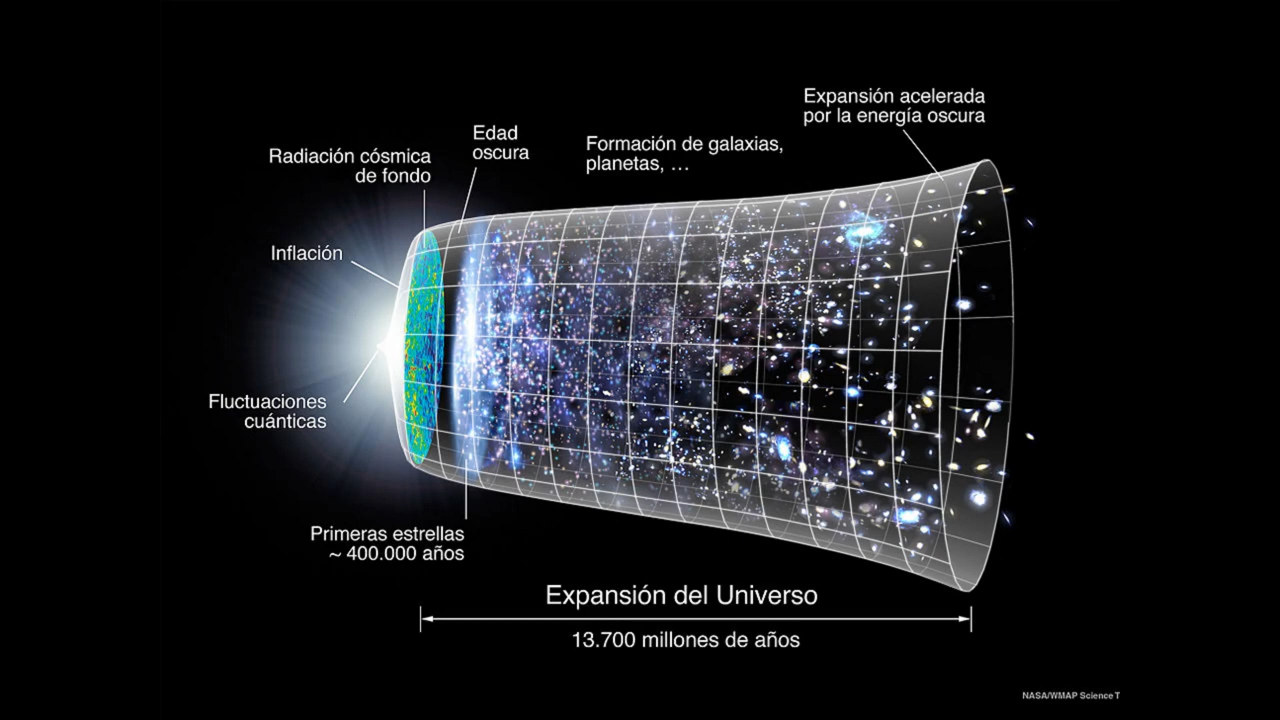 Expansión acelerada
por la energía oscura
Edad
oscura
Formación de galaxias,
planetas, …
Radiación cósmica
de fondo
Inflación
Fluctuaciones
cuánticas
Primeras estrellas
~ 400.000 años
Expansión del Universo
13.700 millones de años
NASA/WMAP Science T